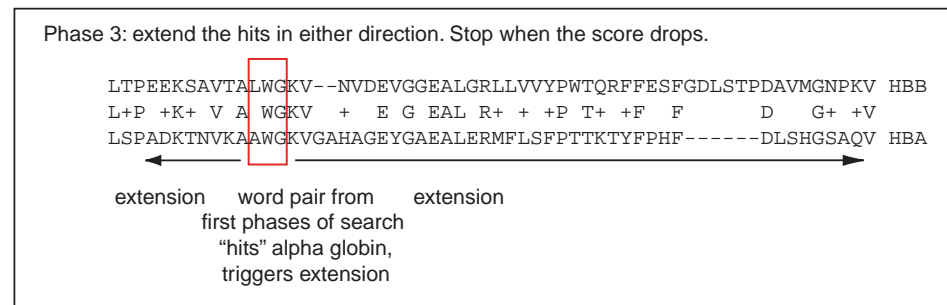 Phase 3: extend the hits in either direction. Stop when the score drops.
LTPEEKSAVTALWGKV--NVDEVGGEALGRLLVVYPWTQRFFESFGDLSTPDAVMGNPKV HBB
L+P +K+ V A WGKV + E G EAL R+ + +P T+ +F F D G+ +V
LSPADKTNVKAAWGKVGAHAGEYGAEALERMFLSFPTTKTYFPHF------DLSHGSAQV HBA
extension word pair from extension
first phases of search
“hits” alpha globin,
triggers extension